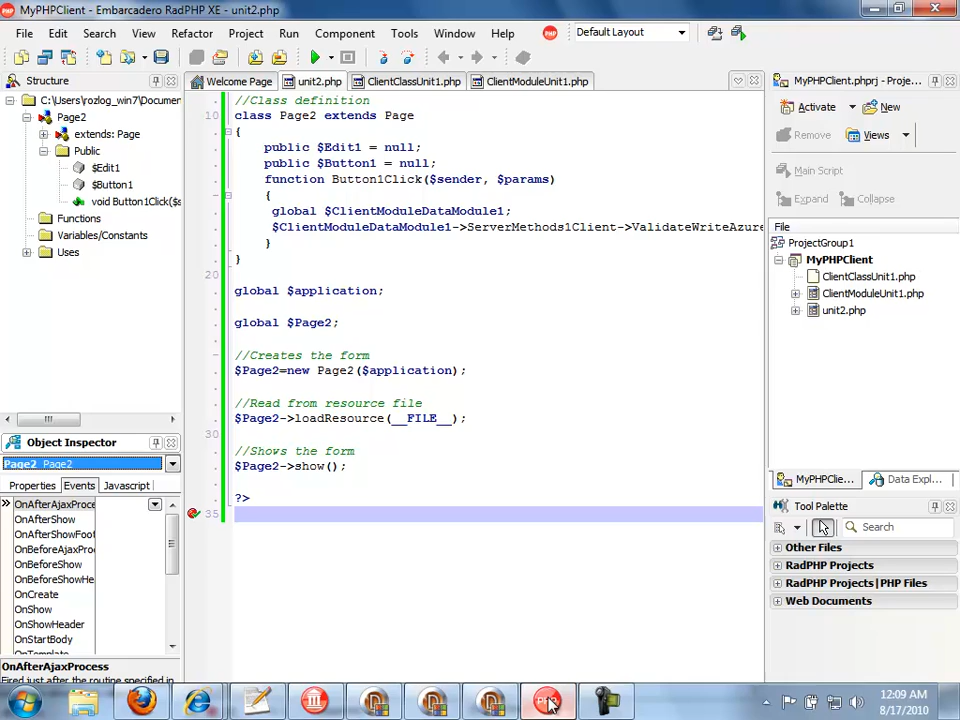 MyPHPClient - Embarcadero RadPHP XE - unit2.php
File Edit Search View Refactor Project Run Component Tools Window Help
Default Layout
Structure
Welcome Page unit2.php ClientClassUnit1.php ClientModuleUnit1.php
MyPHPClient.phprj - Proje...
C:\Users\rozlog_win7\Documen
Page2
extends: Page
Public
$Edit1
$Button1
void Button1Click($s
Functions
Variables/Constants
Uses
//Class definition
10 class Page2 extends Page
{
public $Edit1 = null;
public $Button1 = null;
function Button1Click($sender, $params)
{
global $ClientModuleDataModule1;
$ClientModuleDataModule1->ServerMethods1Client->ValidateWriteAzure
}
}
20
global $application;
global $Page2;
//Creates the form
$Page2=new Page2($application);
//Read from resource file
$Page2->loadResource(__FILE__);
30
//Shows the form
$Page2->show();
?>
35
Activate New
Remove Views
Main Script
Expand Collapse
File
ProjectGroup1
MyPHPClient
ClientClassUnit1.php
ClientModuleUnit1.php
unit2.php
MyPHPClie... Data Expl...
Tool Palette
Search
Other Files
RadPHP Projects
RadPHP Projects|PHP Files
Web Documents
Object Inspector
Page2 Page2
Properties Events Javascript
OnAfterAjaxProce
OnAfterShow
OnAfterShowFoot
OnBeforeAjaxPro
OnBeforeShow
OnBeforeShowHe
OnCreate
OnShow
OnShowHeader
OnStartBody
OnTemplate
OnAfterAjaxProcess
Fired just after the routine specified in
12:09 AM
8/17/2010